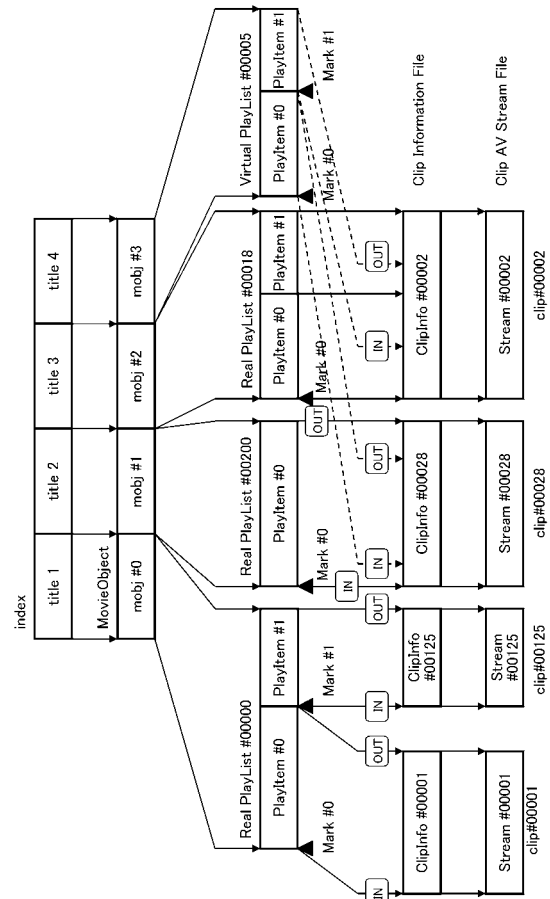 index
title 1
title 2
title 3
title 4
MovieObject
mobj #0
mobj #1
mobj #2
mobj #3
Real PlayList #00000
Real PlayList #00200
Real PlayList #00018
Virtual PlayList #00005
PlayItem #0
PlayItem #1
PlayItem #0
PlayItem #0
PlayItem #1
PlayItem #0
PlayItem #1
Mark #0
Mark #1
Mark #0
Mark #0
Mark #0
Mark #1
IN
OUT
IN
OUT
IN
OUT
IN
OUT
IN
OUT
Clip Information File
ClipInfo #00001
ClipInfo
#00125
ClipInfo #00028
ClipInfo #00002
Clip AV Stream File
Stream #00001
Stream
#00125
Stream #00028
Stream #00002
clip#00001
clip#00125
clip#00028
clip#00002